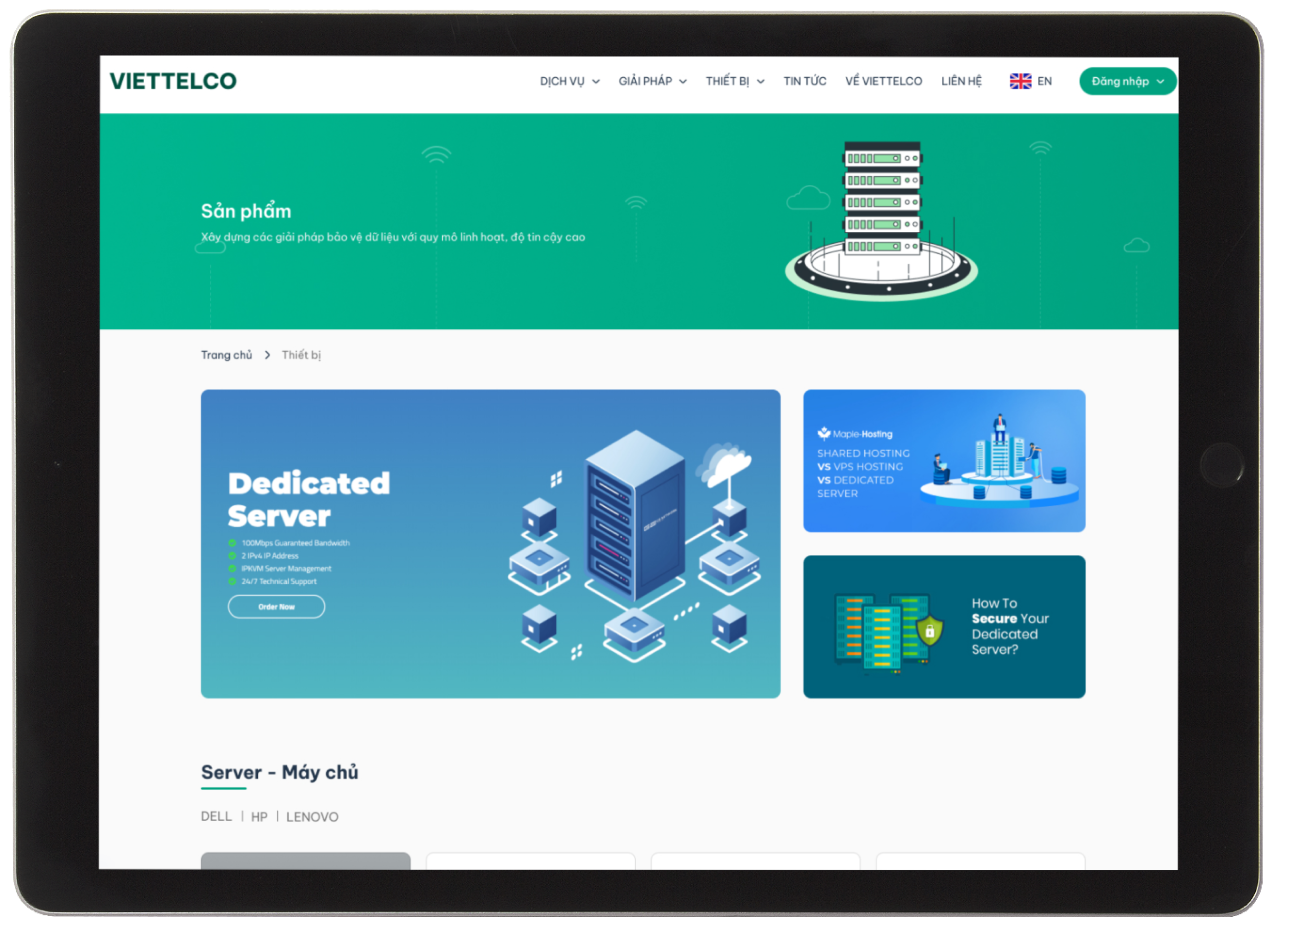 VIETTELCO
DỊCH VỤ
GIẢI PHÁP
THIẾT BỊ
TIN TỨC
VỀ VIETTELCO
LIÊN HỆ
EN
Đăng nhập
Sản phẩm
Xây dựng các giải pháp bảo vệ dữ liệu với quy mô linh hoạt, độ tin cậy cao
Trang chủ > Thiết bị
Dedicated
Server
100Mbps Guaranteed Bandwidth
2 IPv4 IP Address
IPKVM Server Management
24/7 Technical Support
Order Now
Maple-Hosting
SHARED HOSTING
VS VPS HOSTING
VS DEDICATED
SERVER
How To
Secure Your
Dedicated
Server?
Server - Máy chủ
DELL | HP | LENOVO